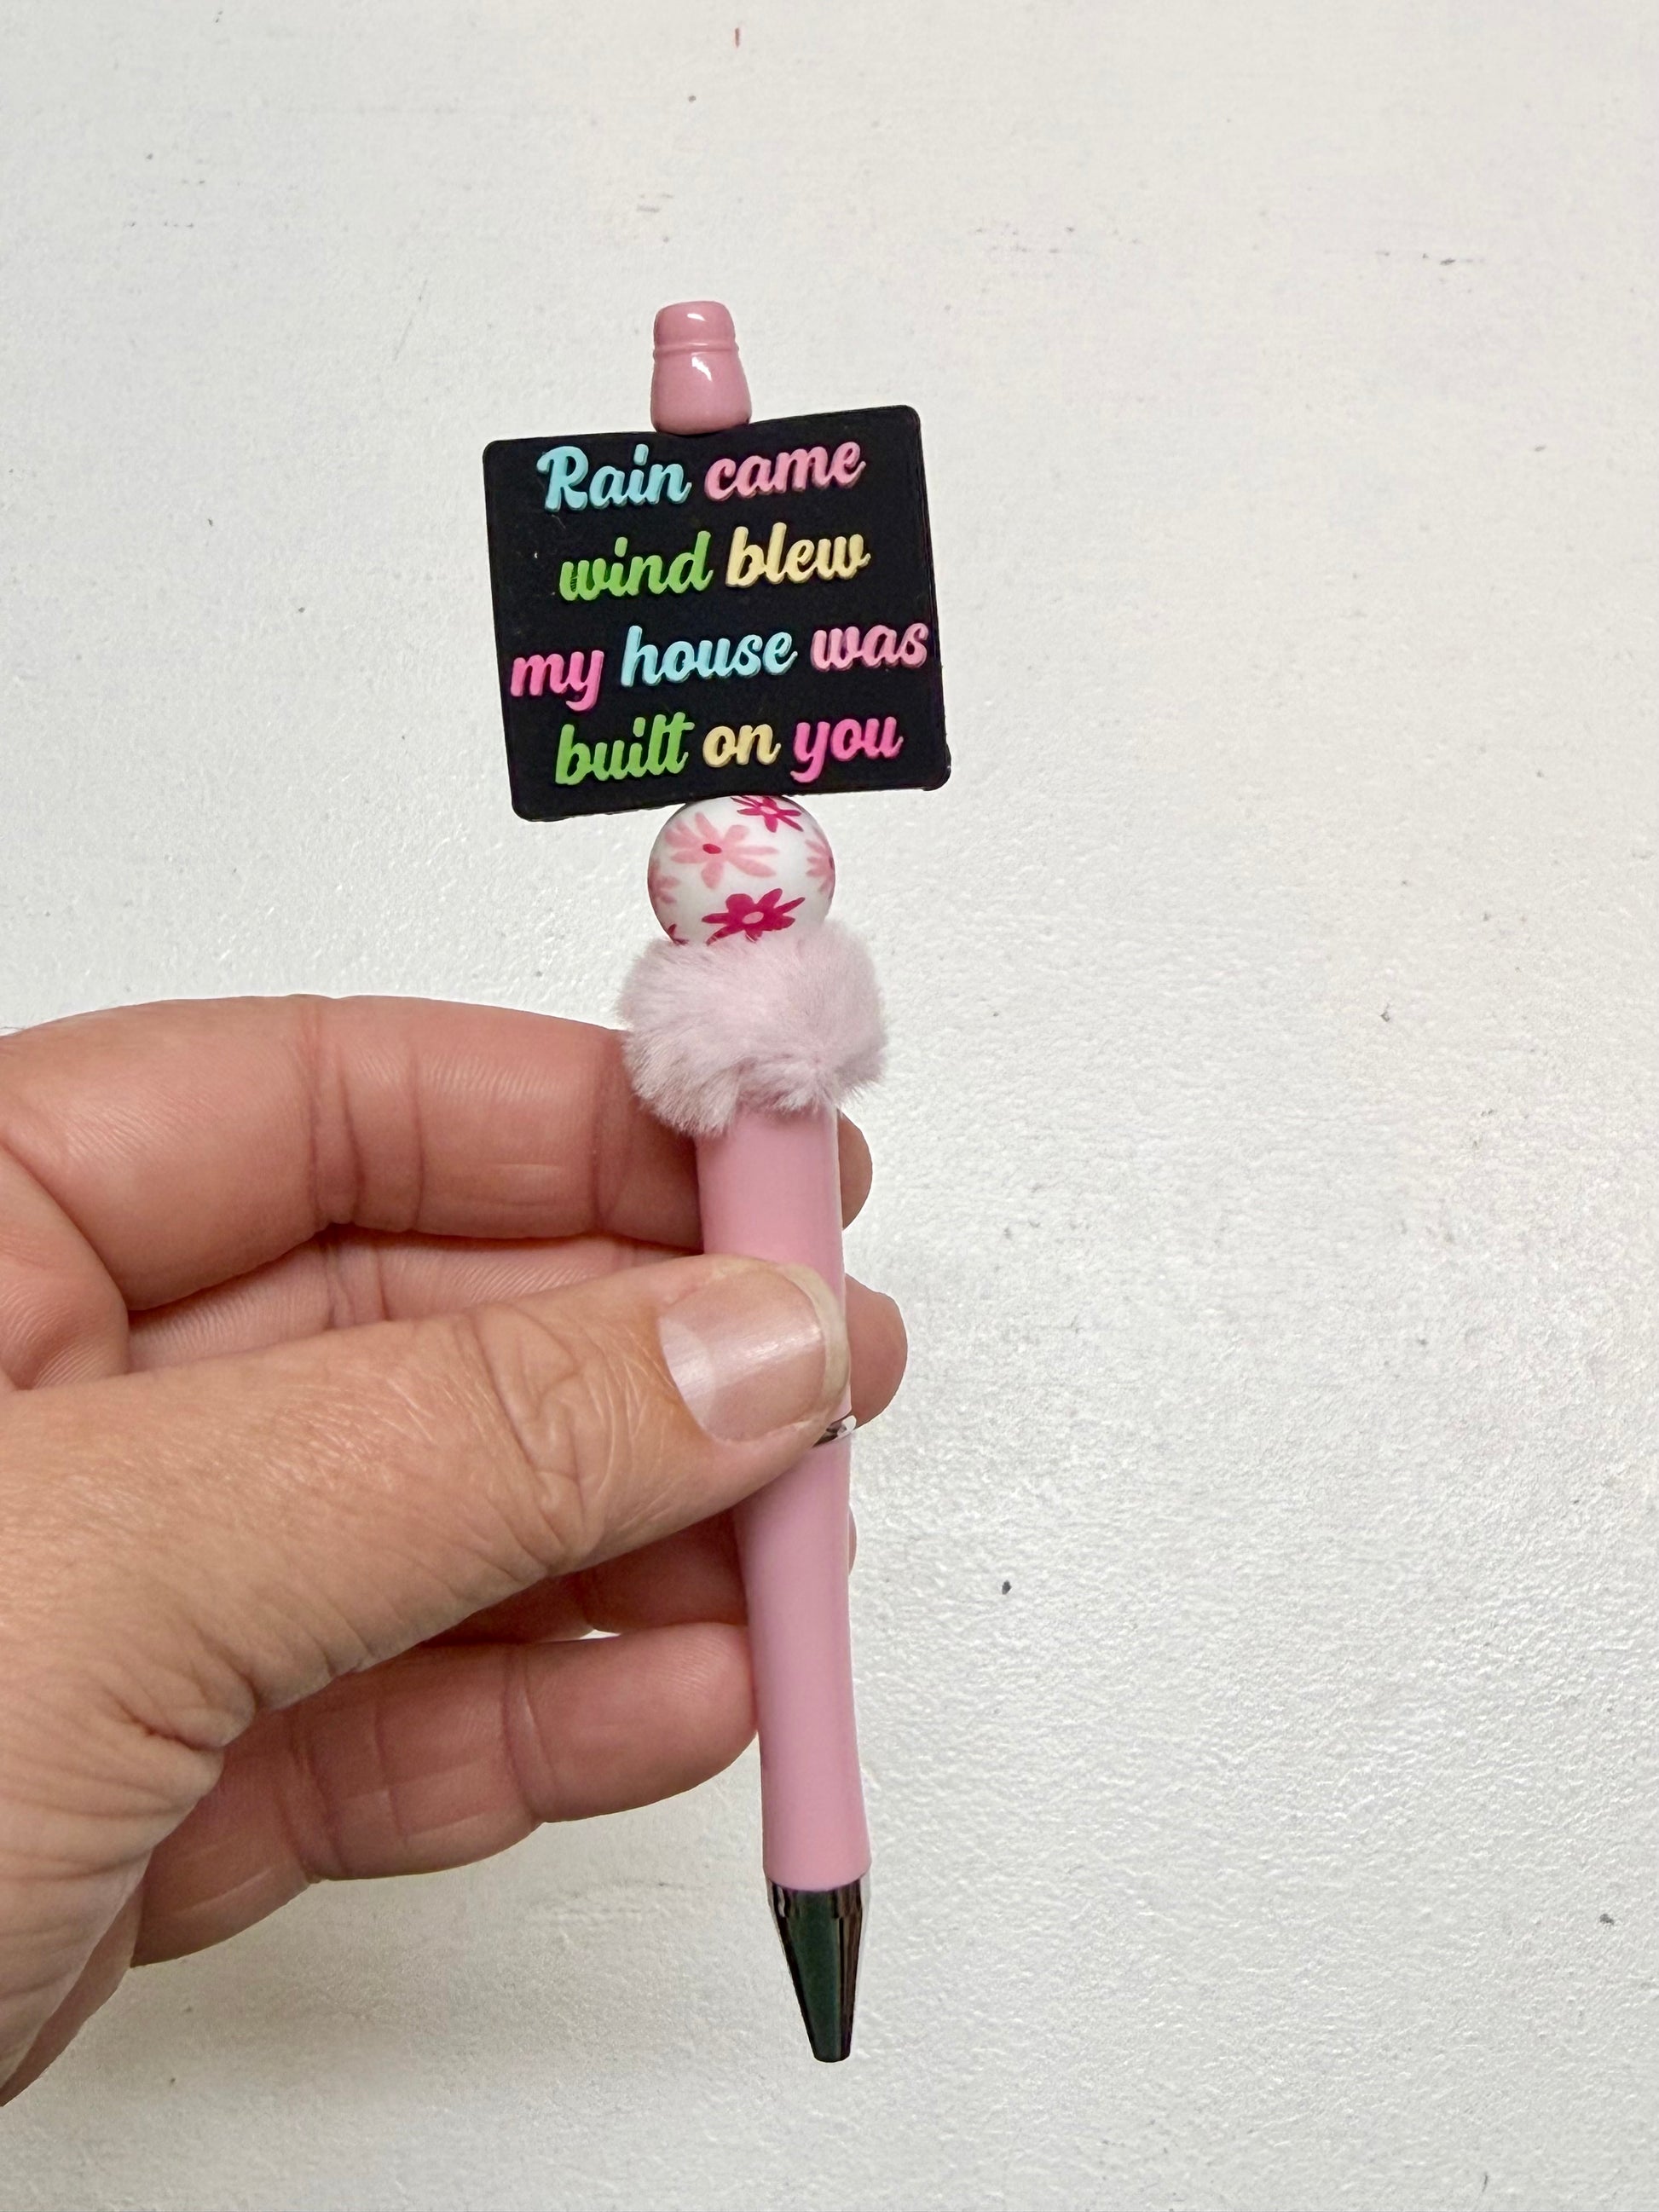 Rain came
wind blew
my house was
built on you